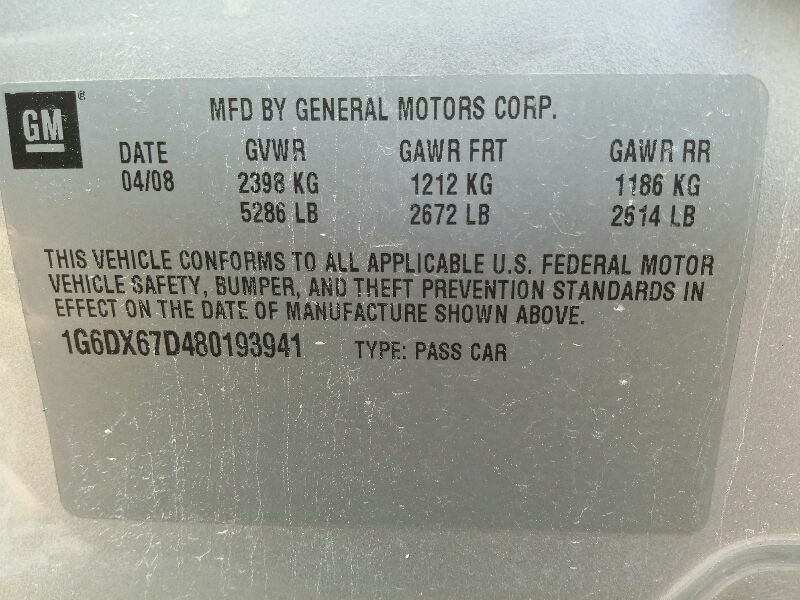 GM®
MFD BY GENERAL MOTORS CORP.
DATE GVWR GAWR FRT GAWR RR
04/08 2398 KG 1212 KG 1186 KG
5286 LB 2672 LB 2614 LB
THIS VEHICLE CONFORMS TO ALL APPLICABLE U.S. FEDERAL MOTOR
VEHICLE SAFETY, BUMPER, AND THEFT PREVENTION STANDARDS IN
EFFECT ON THE DATE OF MANUFACTURE SHOWN ABOVE.
1G6DX67D480193941 TYPE: PASS CAR